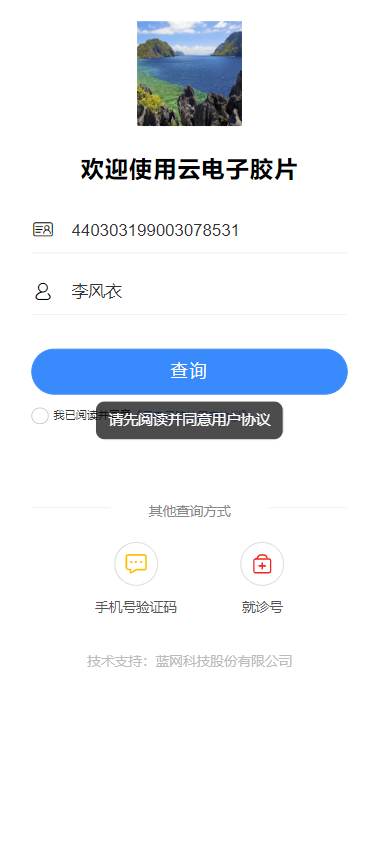 欢迎使用云电子胶片
440303199003078531
李风衣
查询
我已阅读并同意
请先阅读并同意用户协议
其他查询方式
手机号验证码
就诊号
技术支持：蓝网科技股份有限公司